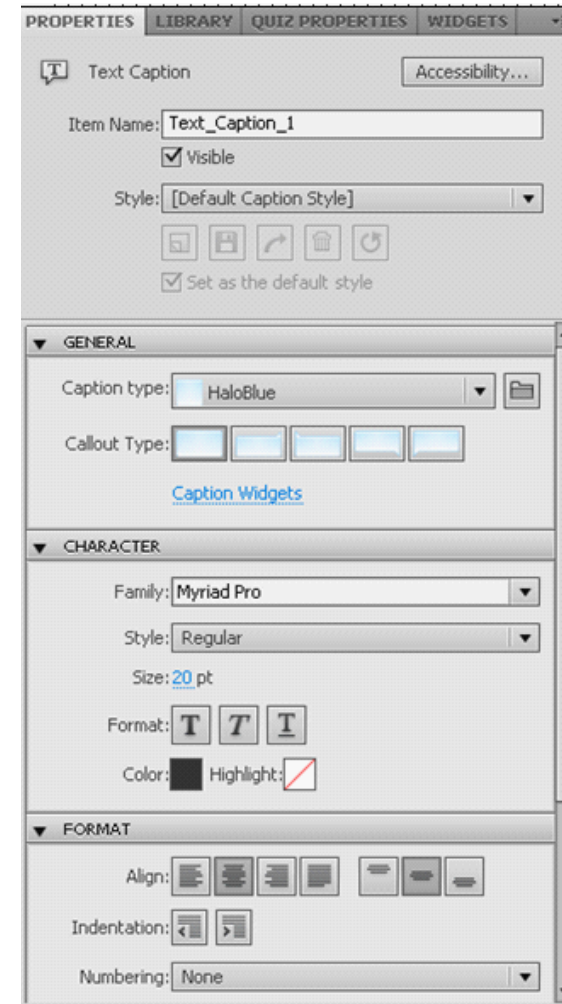 PROPERTIES LIBRARY QUIZ PROPERTIES WIDGETS
Text Caption Accessibility...
Item Name: Text_Caption_1
Visible
Style: [Default Caption Style]
Set as the default style
GENERAL
Caption type: HaloBlue
Callout Type:
Caption Widgets
CHARACTER
Family: Myriad Pro
Style: Regular
Size: 20 pt
Format: T T T
Color: Highlight:
FORMAT
Align:
Indentation:
Numbering: None